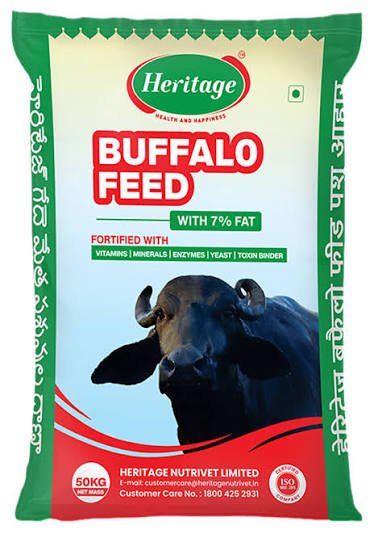 Heritage
TM
HEALTH AND HAPPINESS
BUFFALO
FEED
WITH 7% FAT
FORTIFIED WITH
VITAMINS | MINERALS | ENZYMES | YEAST | TOXIN BINDER
हेरिटेज बफैलो फीड पशु आहार
50KG
NET MASS
HERITAGE NUTRIVET LIMITED
E-mail: customercare@heritagenutrivet.in
Customer Care No. : 1800 425 2931
CERTIFIED
ISO
COMPANY